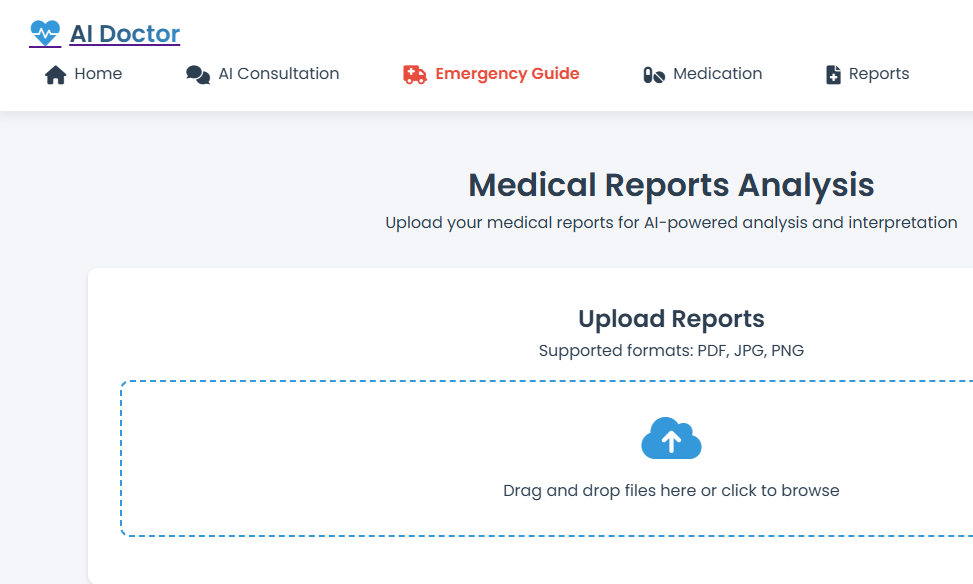 AI Doctor
Home AI Consultation Emergency Guide Medication Reports
Medical Reports Analysis
Upload your medical reports for AI-powered analysis and interpretation
Upload Reports
Supported formats: PDF, JPG, PNG
Drag and drop files here or click to browse